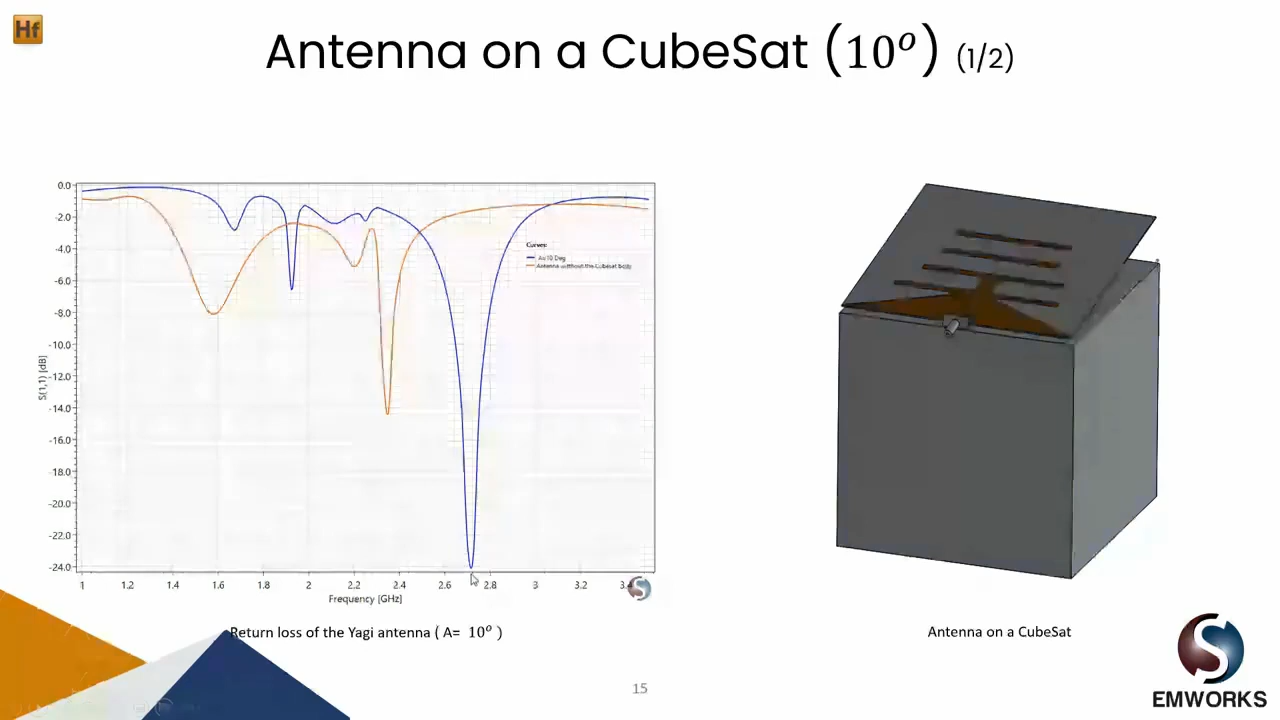 Hf
Antenna on a CubeSat (10^o) (1/2)
0.0
-2.0
-4.0
-6.0
-8.0
-10.0
-12.0
-14.0
-16.0
-18.0
-20.0
-22.0
-24.0
S(1,1) [dB]
Curves:
A=10 Deg
Antenna without the Cubesat body
1 1.2 1.4 1.6 1.8 2 2.2 2.4 2.6 2.8 3 3.2 3.4
Frequency [GHz]
Return loss of the Yagi antenna ( A= 10^o )
Antenna on a CubeSat
15
S
EMWORKS